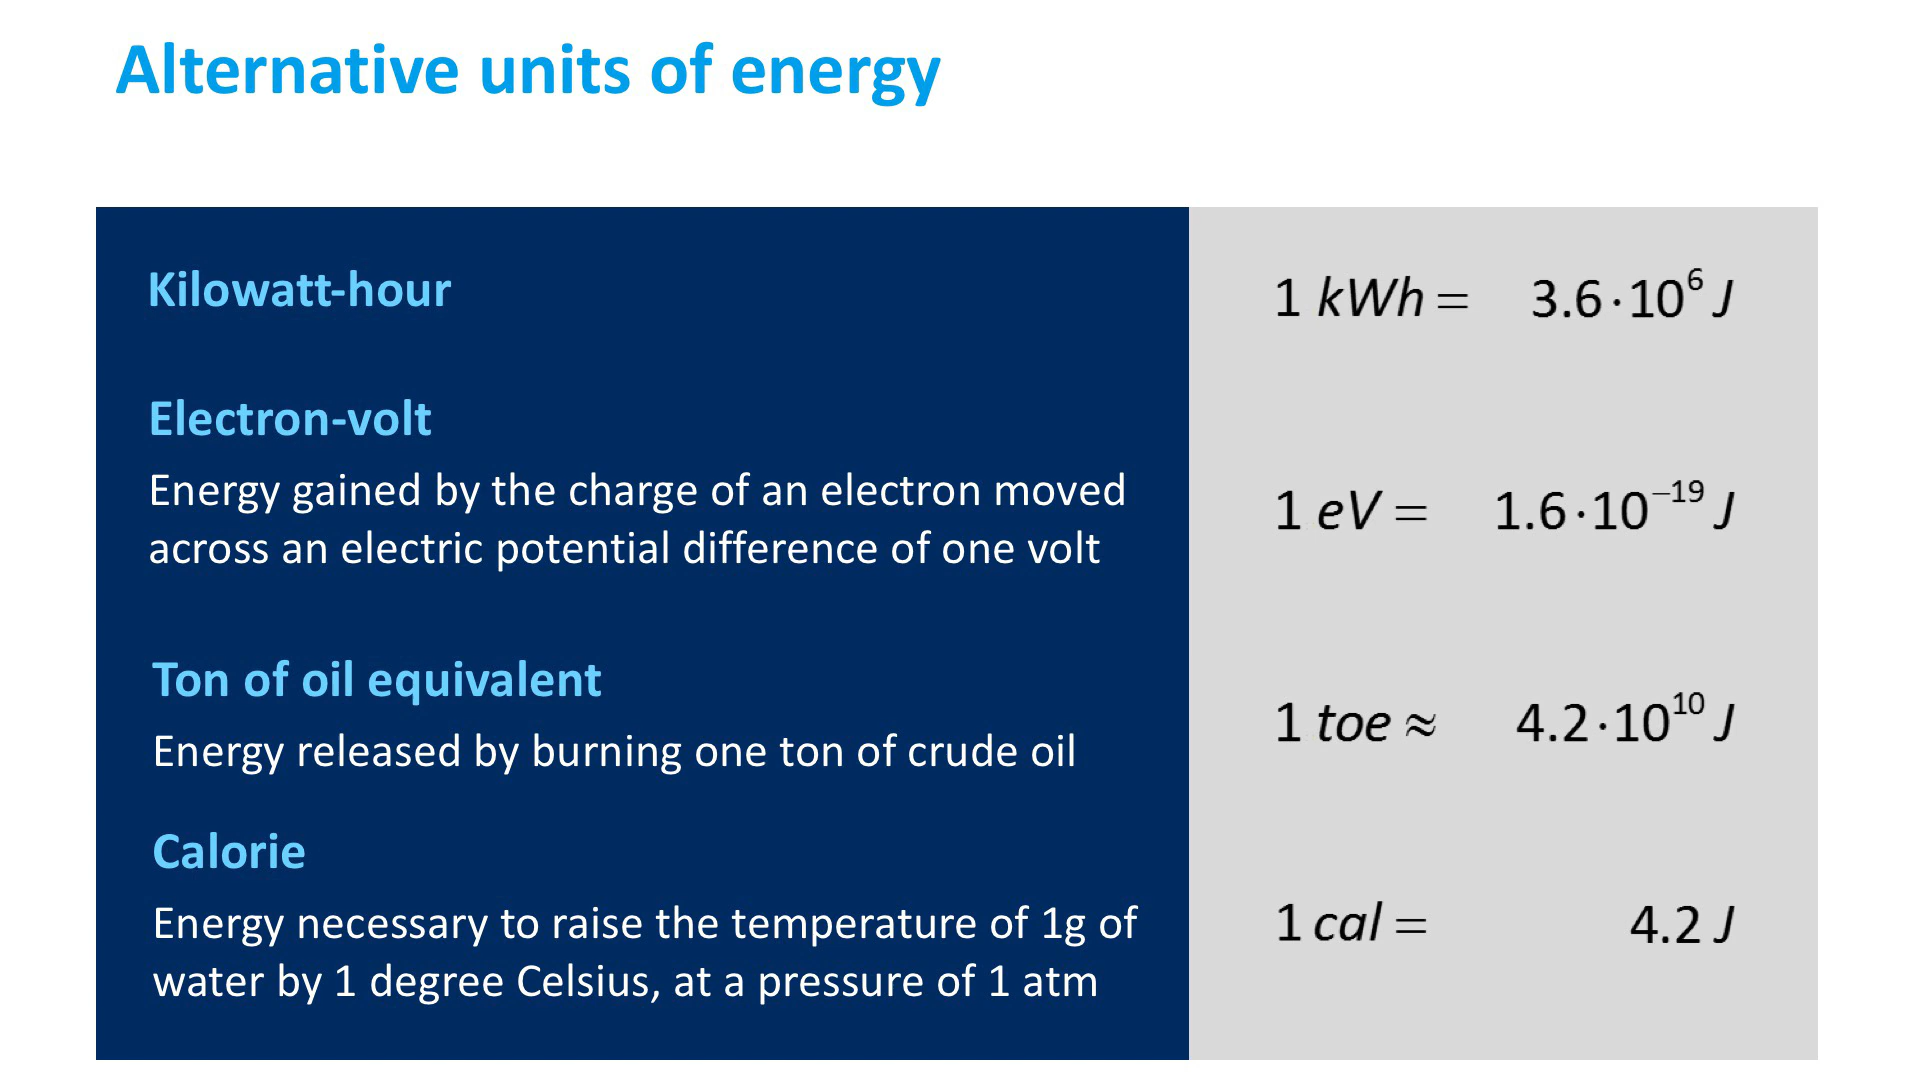 Alternative units of energy
Kilowatt-hour
1 kWh = 3.6·10⁶ J
Electron-volt
Energy gained by the charge of an electron moved
across an electric potential difference of one volt
1 eV = 1.6·10⁻¹⁹ J
Ton of oil equivalent
Energy released by burning one ton of crude oil
1 toe ≈ 4.2·10¹⁰ J
Calorie
Energy necessary to raise the temperature of 1g of
water by 1 degree Celsius, at a pressure of 1 atm
1 cal = 4.2 J